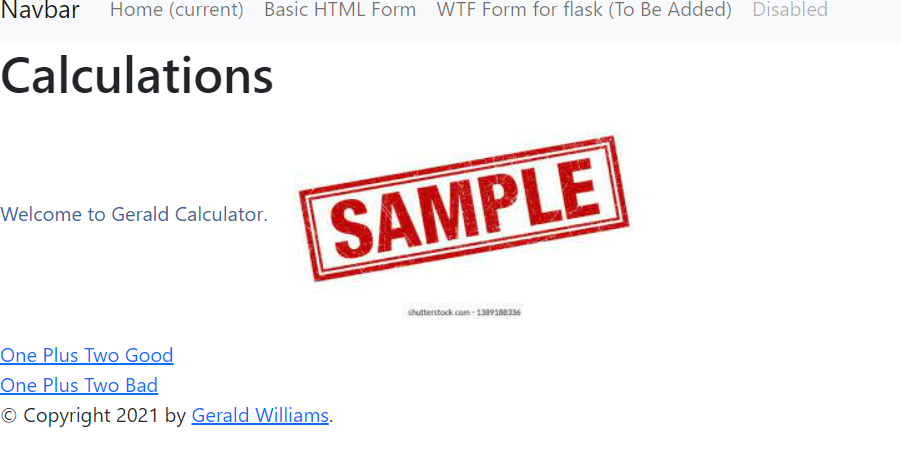 Navbar Home (current) Basic HTML Form WTF Form for flask (To Be Added) Disabled
Calculations
Welcome to Gerald Calculator.
SAMPLE
shutterstock.com · 1389188336
One Plus Two Good
One Plus Two Bad
© Copyright 2021 by Gerald Williams.